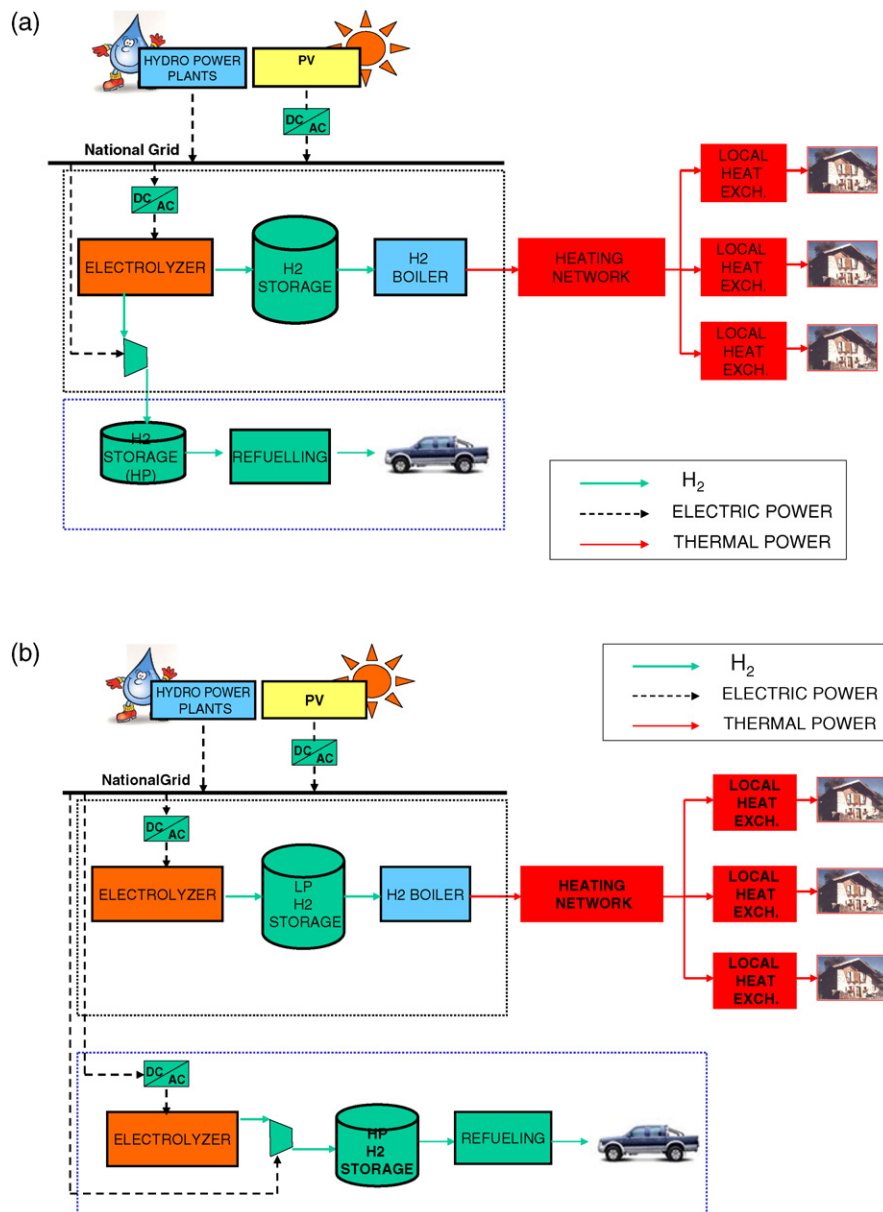 (a)
HYDRO POWER
PLANTS
PV
DC
AC
National Grid
DC
AC
ELECTROLYZER
H2
STORAGE
H2
BOILER
HEATING
NETWORK
LOCAL
HEAT
EXCH.
LOCAL
HEAT
EXCH.
LOCAL
HEAT
EXCH.
H2
STORAGE
(HP)
REFUELLING
H₂
ELECTRIC POWER
THERMAL POWER
(b)
HYDRO POWER
PLANTS
PV
DC
AC
H₂
ELECTRIC POWER
THERMAL POWER
NationalGrid
DC
AC
ELECTROLYZER
LP
H2
STORAGE
H2 BOILER
HEATING
NETWORK
LOCAL
HEAT
EXCH.
LOCAL
HEAT
EXCH.
LOCAL
HEAT
EXCH.
DC
AC
ELECTROLYZER
HP
H2
STORAGE
REFUELING